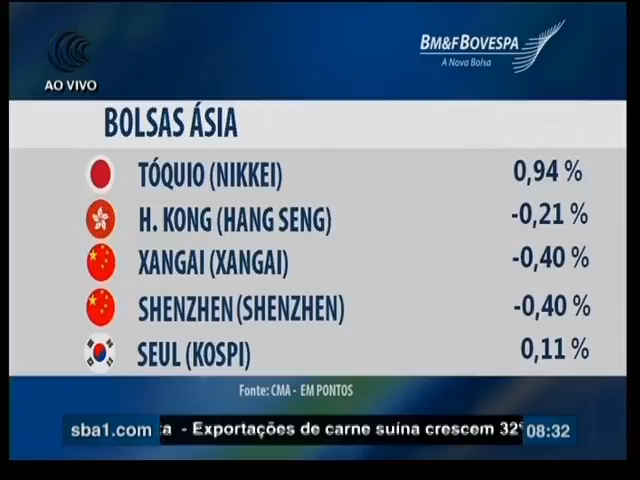 AO VIVO
BM&FBOVESPA
A Nova Bolsa
BOLSAS ÁSIA
TÓQUIO (NIKKEI) 0,94 %
H. KONG (HANG SENG) -0,21 %
XANGAI (XANGAI) -0,40 %
SHENZHEN (SHENZHEN) -0,40 %
SEUL (KOSPI) 0,11 %
Fonte: CMA - EM PONTOS
sba1.com - Exportações de carne suína crescem 32 08:32